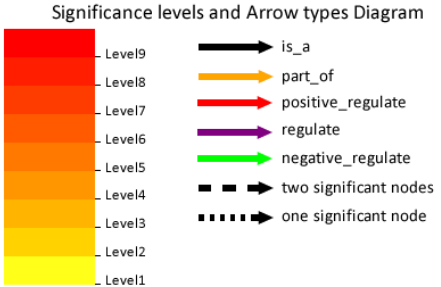 Significance levels and Arrow types Diagram
Level9
Level8
Level7
Level6
Level5
Level4
Level3
Level2
Level1
is_a
part_of
positive_regulate
regulate
negative_regulate
two significant nodes
one significant node